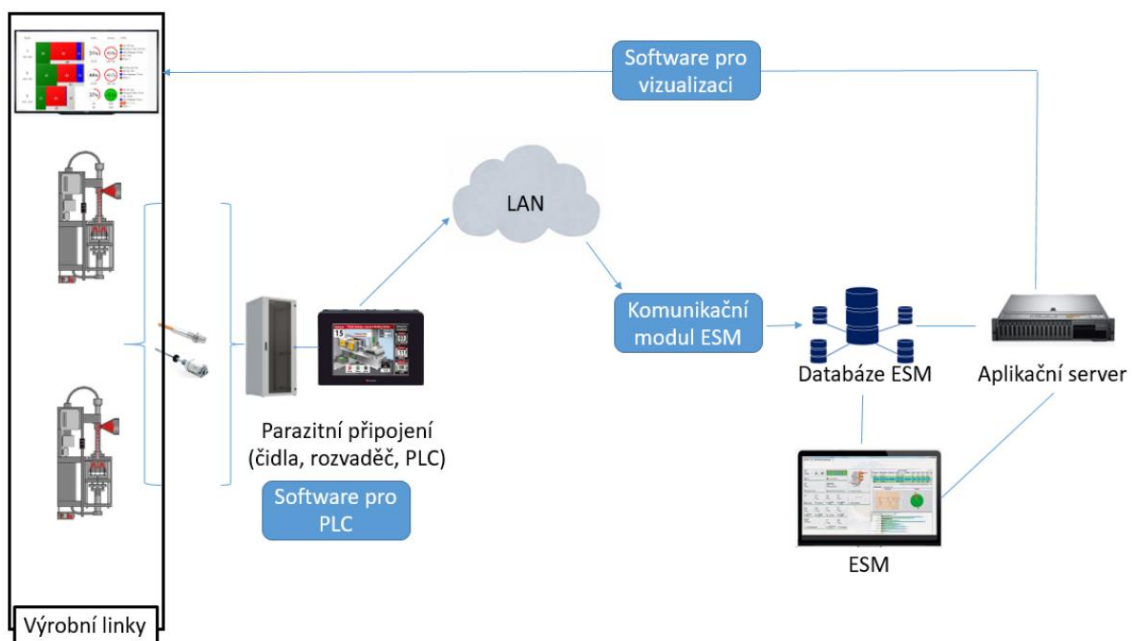 Software pro
vizualizaci
LAN
Komunikační
modul ESM
Databáze ESM
Aplikační server
Parazitní připojení
(čidla, rozvaděč, PLC)
Software pro
PLC
ESM
Výrobní linky